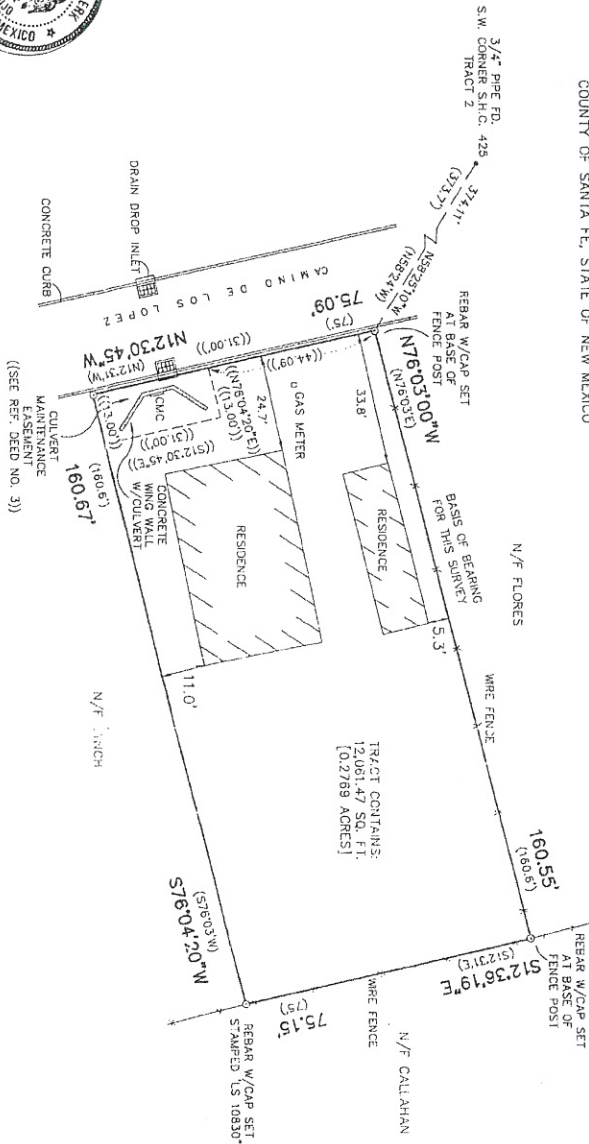 COUNTY OF SANTA FE, STATE OF NEW MEXICO
MEXICO
3/4" PIPE FD.
S.W. CORNER S.H.C. 425
TRACT 2
374.11'
(373.7')
N58°25'10"W
(N58°24'W)
REBAR W/CAP SET
AT BASE OF
FENCE POST
N76°03'00"W
(N76°03'E)
BASIS OF BEARING
FOR THIS SURVEY
N/F FLORES
WIRE FENCE
160.55'
(160.6')
REBAR W/CAP SET
AT BASE OF
FENCE POST
S12°36'19"E
(S12°31'E)
WIRE FENCE
N/F CALLAHAN
75.15'
(75')
REBAR W/CAP SET
STAMPED "LS 10830"
S76°04'20"W
(S76°03'W)
TRACT CONTAINS:
12,061.47 SQ. FT.
[0.2769 ACRES]
5.3'
33.8'
RESIDENCE
GAS METER
24.7'
RESIDENCE
11.0'
75.09'
(75')
((44.09'))
((31.00'))
N12°30'45"W
(N12°31'W)
((N76°04'20"E))
((13.00'))
((S12°30'45"E))
((31.00'))
((13.00'))
CMC
CONCRETE
WING WALL
W/CULVERT
160.67'
(160.6')
CULVERT
MAINTENANCE
EASEMENT
((SEE REF. DEED NO. 3))
CAMINO DE LOS LOPEZ
DRAIN DROP INLET
CONCRETE CURB
N/F